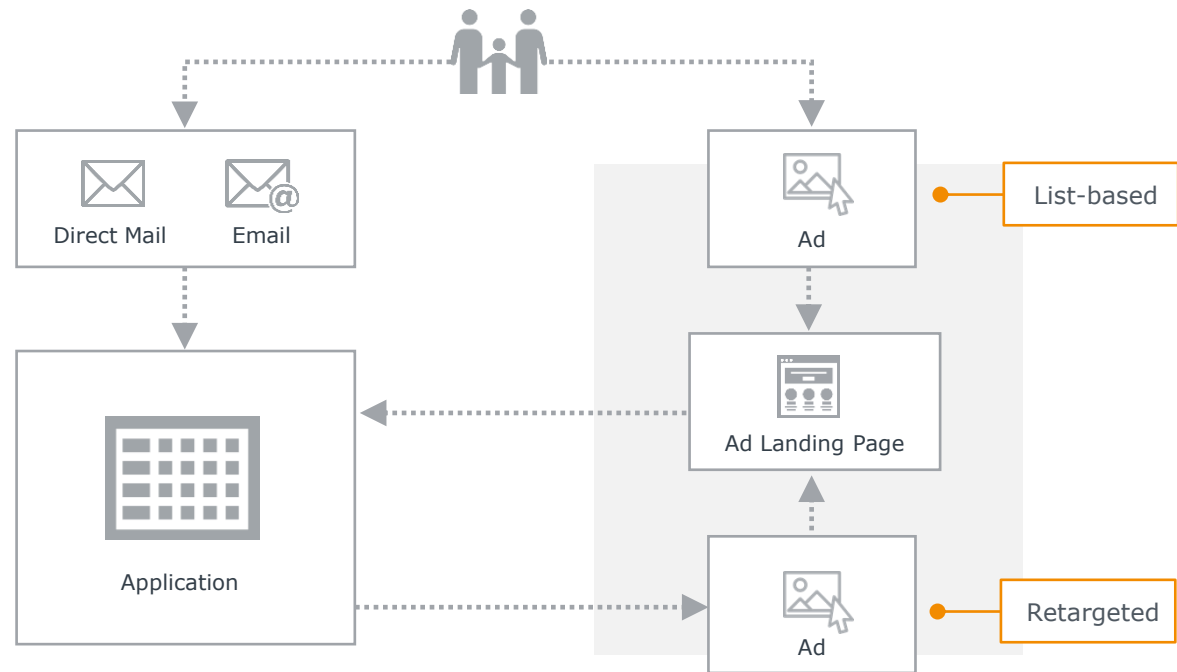 Direct Mail
Email
Ad
List-based
@
Ad Landing Page
Application
Ad
Retargeted